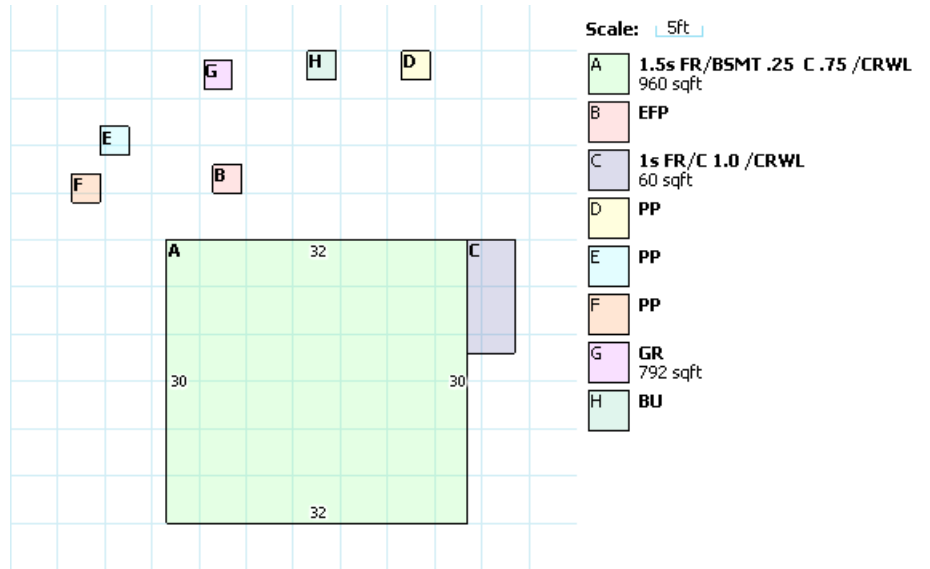 Scale: 5ft
A 1.5s FR/BSMT .25 C .75 /CRWL
960 sqft
B EFP
C 1s FR/C 1.0 /CRWL
60 sqft
D PP
E PP
F PP
G GR
792 sqft
H BU
G H D
E
F B
A 32 C
30 30
32